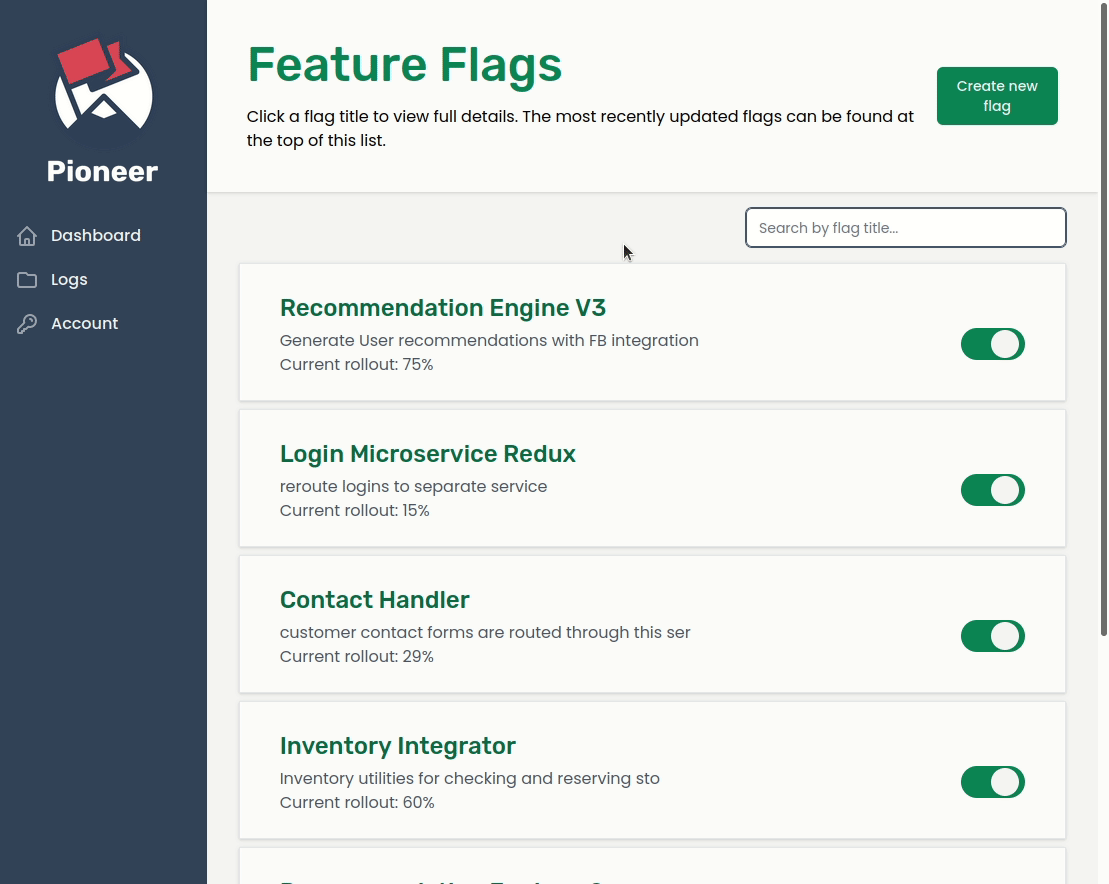 Pioneer
Dashboard
Logs
Account
Feature Flags
Click a flag title to view full details. The most recently updated flags can be found at
the top of this list.
Create new
flag
Search by flag title...
Recommendation Engine V3
Generate User recommendations with FB integration
Current rollout: 75%
Login Microservice Redux
reroute logins to separate service
Current rollout: 15%
Contact Handler
customer contact forms are routed through this ser
Current rollout: 29%
Inventory Integrator
Inventory utilities for checking and reserving sto
Current rollout: 60%